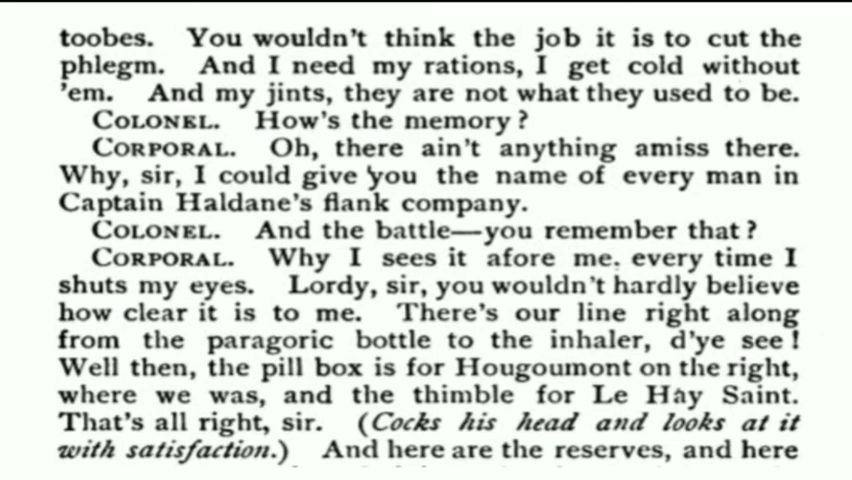 toobes. You wouldn't think the job it is to cut the
phlegm. And I need my rations, I get cold without
'em. And my jints, they are not what they used to be.
COLONEL. How's the memory?
CORPORAL. Oh, there ain't anything amiss there.
Why, sir, I could give you the name of every man in
Captain Haldane's flank company.
COLONEL. And the battle—you remember that?
CORPORAL. Why I sees it afore me, every time I
shuts my eyes. Lordy, sir, you wouldn't hardly believe
how clear it is to me. There's our line right along
from the paragoric bottle to the inhaler, d'ye see!
Well then, the pill box is for Hougoumont on the right,
where we was, and the thimble for Le Hay Saint.
That's all right, sir. (Cocks his head and looks at it
with satisfaction.) And here are the reserves, and here